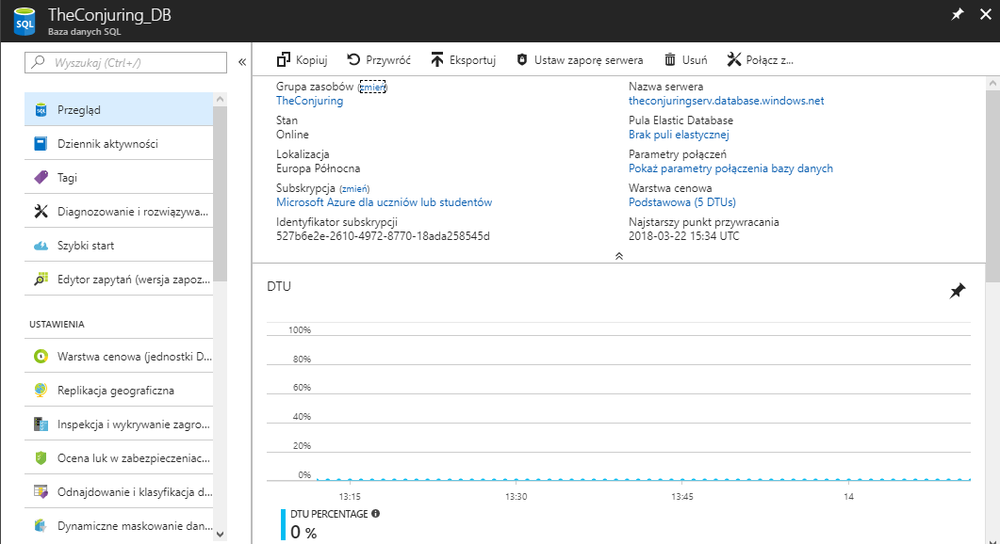 TheConjuring_DB
Baza danych SQL
Wyszukaj (Ctrl+/)
Przegląd
Dziennik aktywności
Tagi
Diagnozowanie i rozwiązywa...
Szybki start
Edytor zapytań (wersja zapoz...
USTAWIENIA
Warstwa cenowa (jednostki D...
Replikacja geograficzna
Inspekcja i wykrywanie zagro...
Ocena luk w zabezpieczeniac...
Odnajdowanie i klasyfikacja d...
Dynamiczne maskowanie dan...
Kopiuj Przywróć Eksportuj Ustaw zaporę serwera Usuń Połącz z...
Grupa zasobów (zmień)
TheConjuring
Stan
Online
Lokalizacja
Europa Północna
Subskrypcja (zmień)
Microsoft Azure dla uczniów lub studentów
Identyfikator subskrypcji
527b6e2e-2610-4972-8770-18ada258545d
Nazwa serwera
theconjuringserv.database.windows.net
Pula Elastic Database
Brak puli elastycznej
Parametry połączeń
Pokaż parametry połączenia bazy danych
Warstwa cenowa
Podstawowa (5 DTUs)
Najstarszy punkt przywracania
2018-03-22 15:34 UTC
DTU
100%
80%
60%
40%
20%
0%
13:15 13:30 13:45 14
DTU PERCENTAGE
0 %